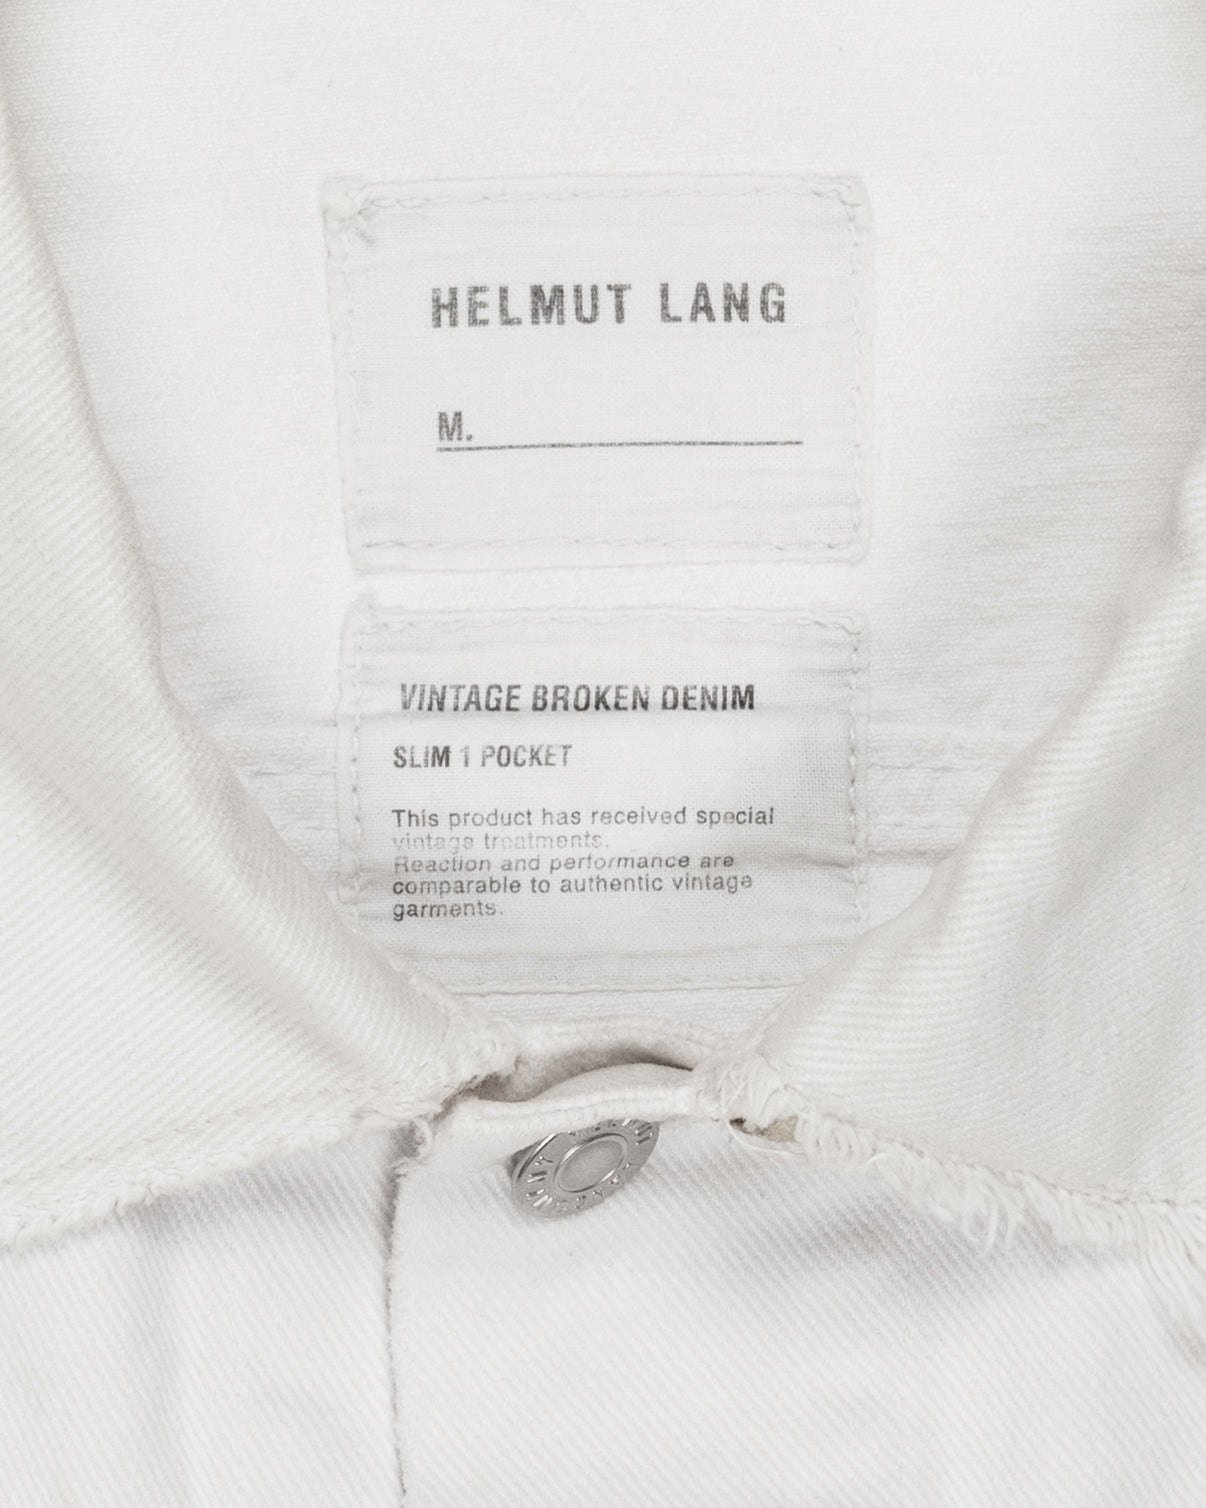 HELMUT LANG
M.
VINTAGE BROKEN DENIM
SLIM 1 POCKET
This product has received special
vintage treatments.
Reaction and performance are
comparable to authentic vintage
garments.